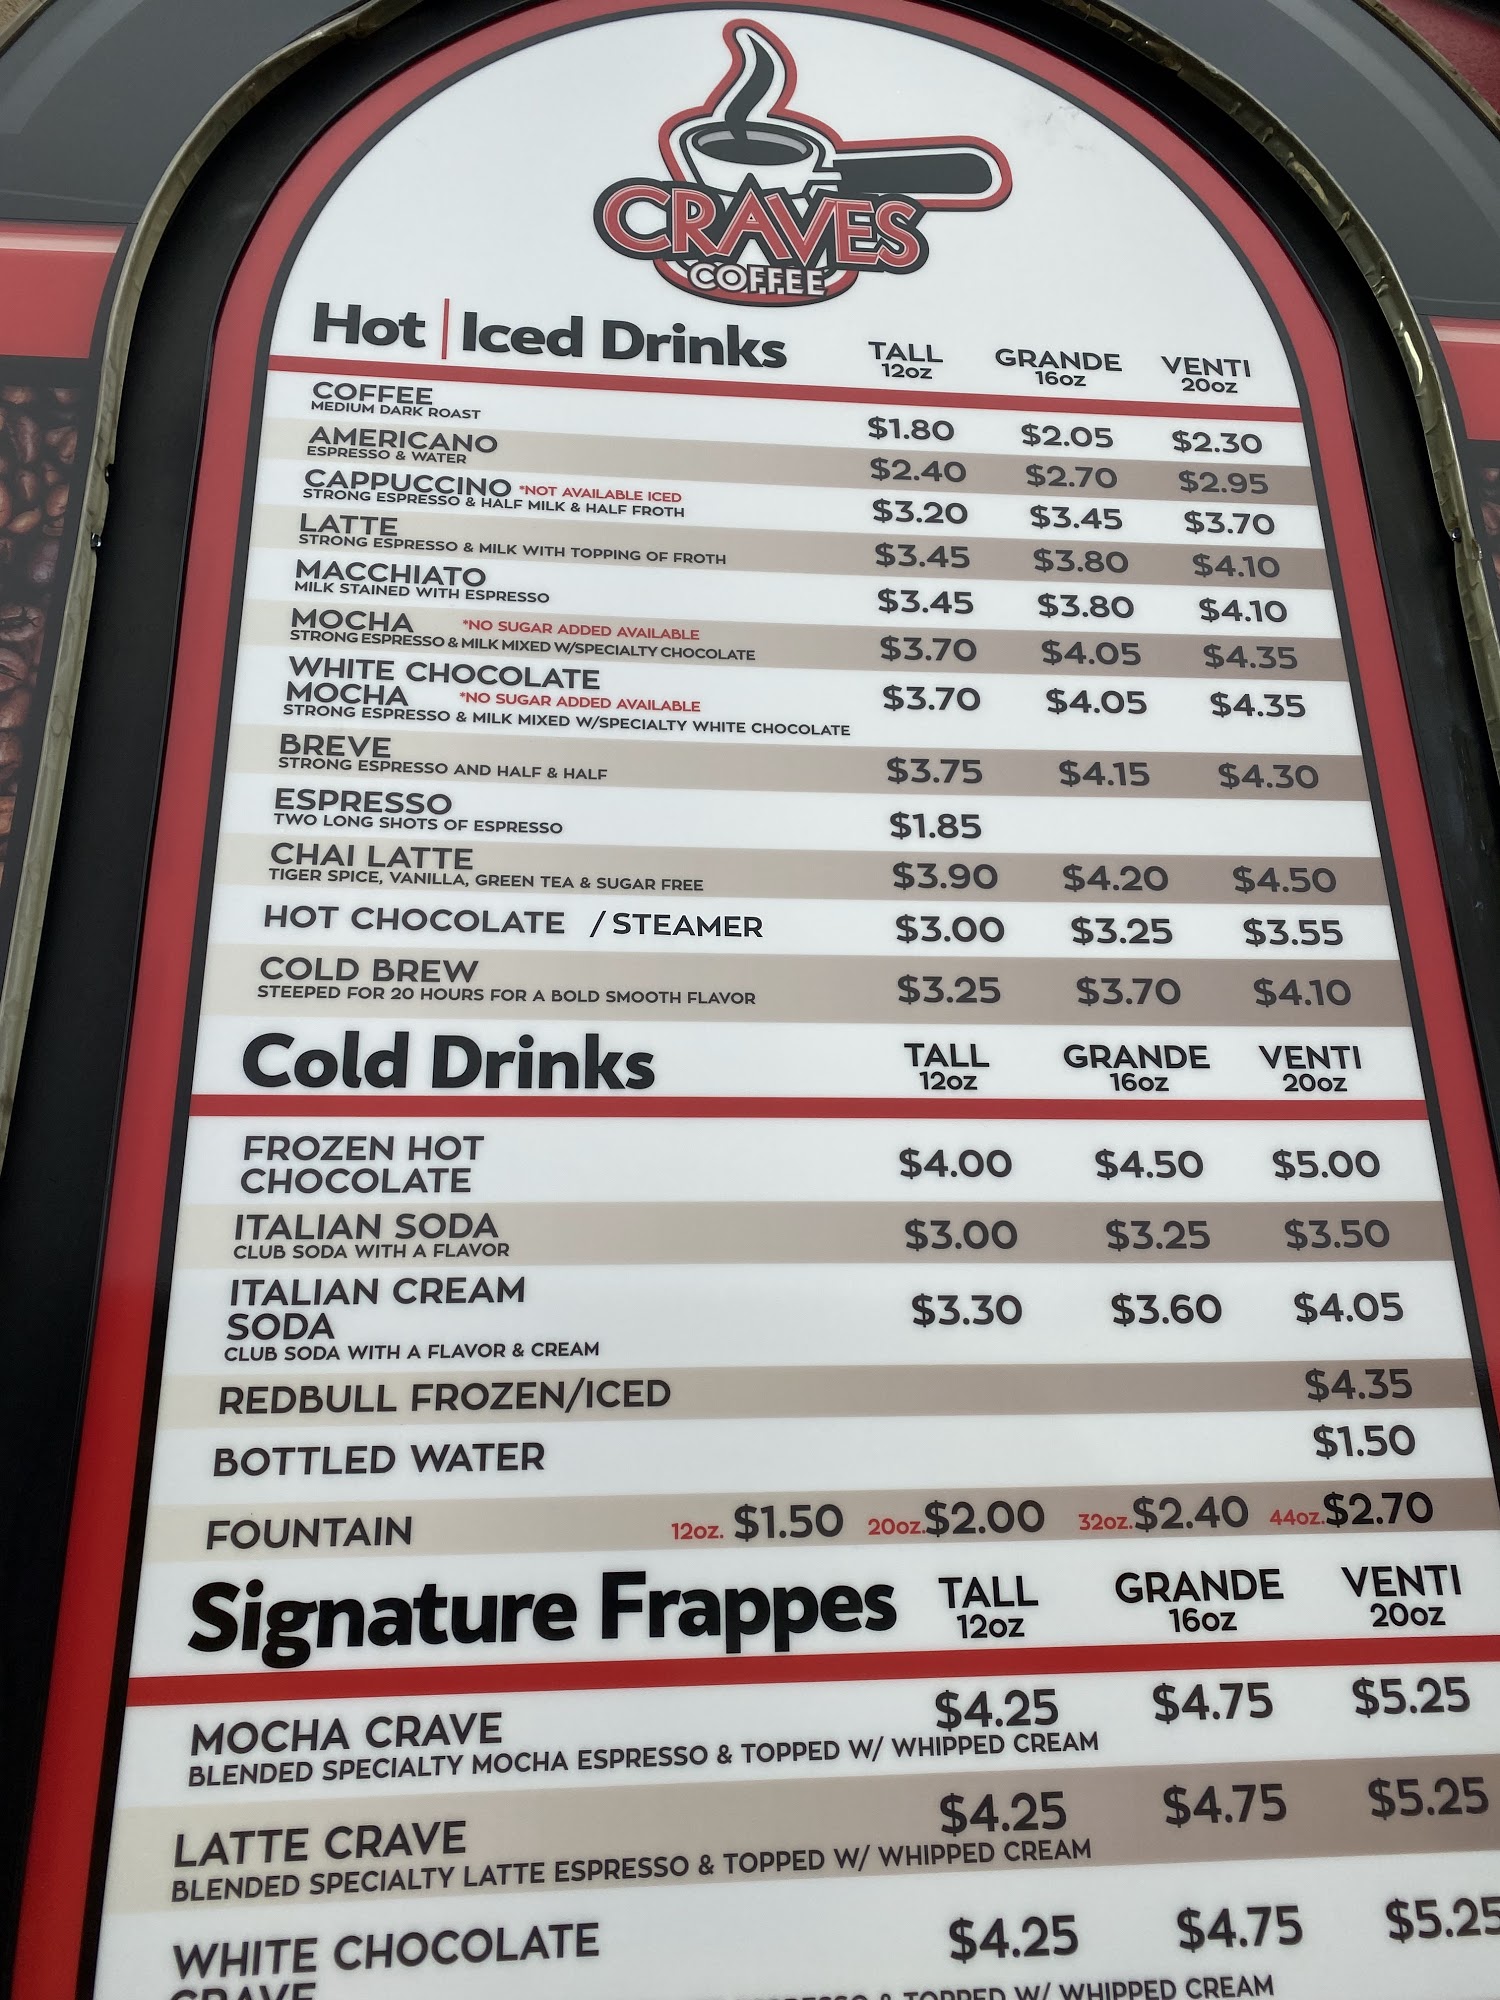 CRAVES
COFFEE
Hot | Iced Drinks TALL GRANDE VENTI
12oz 16oz 20oz
COFFEE
MEDIUM DARK ROAST $1.80 $2.05 $2.30
AMERICANO
ESPRESSO & WATER $2.40 $2.70 $2.95
CAPPUCCINO *NOT AVAILABLE ICED
STRONG ESPRESSO & HALF MILK & HALF FROTH $3.20 $3.45 $3.70
LATTE
STRONG ESPRESSO & MILK WITH TOPPING OF FROTH $3.45 $3.80 $4.10
MACCHIATO
MILK STAINED WITH ESPRESSO $3.45 $3.80 $4.10
MOCHA *NO SUGAR ADDED AVAILABLE
STRONG ESPRESSO & MILK MIXED W/SPECIALTY CHOCOLATE $3.70 $4.05 $4.35
WHITE CHOCOLATE
MOCHA *NO SUGAR ADDED AVAILABLE $3.70 $4.05 $4.35
STRONG ESPRESSO & MILK MIXED W/SPECIALTY WHITE CHOCOLATE
BREVE
STRONG ESPRESSO AND HALF & HALF $3.75 $4.15 $4.30
ESPRESSO
TWO LONG SHOTS OF ESPRESSO $1.85
CHAI LATTE
TIGER SPICE, VANILLA, GREEN TEA & SUGAR FREE $3.90 $4.20 $4.50
HOT CHOCOLATE / STEAMER $3.00 $3.25 $3.55
COLD BREW
STEEPED FOR 20 HOURS FOR A BOLD SMOOTH FLAVOR $3.25 $3.70 $4.10
Cold Drinks TALL GRANDE VENTI
12oz 16oz 20oz
FROZEN HOT
CHOCOLATE $4.00 $4.50 $5.00
ITALIAN SODA $3.00 $3.25 $3.50
CLUB SODA WITH A FLAVOR
ITALIAN CREAM
SODA $3.30 $3.60 $4.05
CLUB SODA WITH A FLAVOR & CREAM
REDBULL FROZEN/ICED $4.35
BOTTLED WATER $1.50
FOUNTAIN 12oz. $1.50 20oz. $2.00 32oz. $2.40 44oz. $2.70
Signature Frappes TALL GRANDE VENTI
12oz 16oz 20oz
MOCHA CRAVE $4.25 $4.75 $5.25
BLENDED SPECIALTY MOCHA ESPRESSO & TOPPED W/ WHIPPED CREAM
LATTE CRAVE $4.25 $4.75 $5.25
BLENDED SPECIALTY LATTE ESPRESSO & TOPPED W/ WHIPPED CREAM
WHITE CHOCOLATE $4.25 $4.75 $5.25
CRAVE
ESPRESSO & TOPPED W/ WHIPPED CREAM